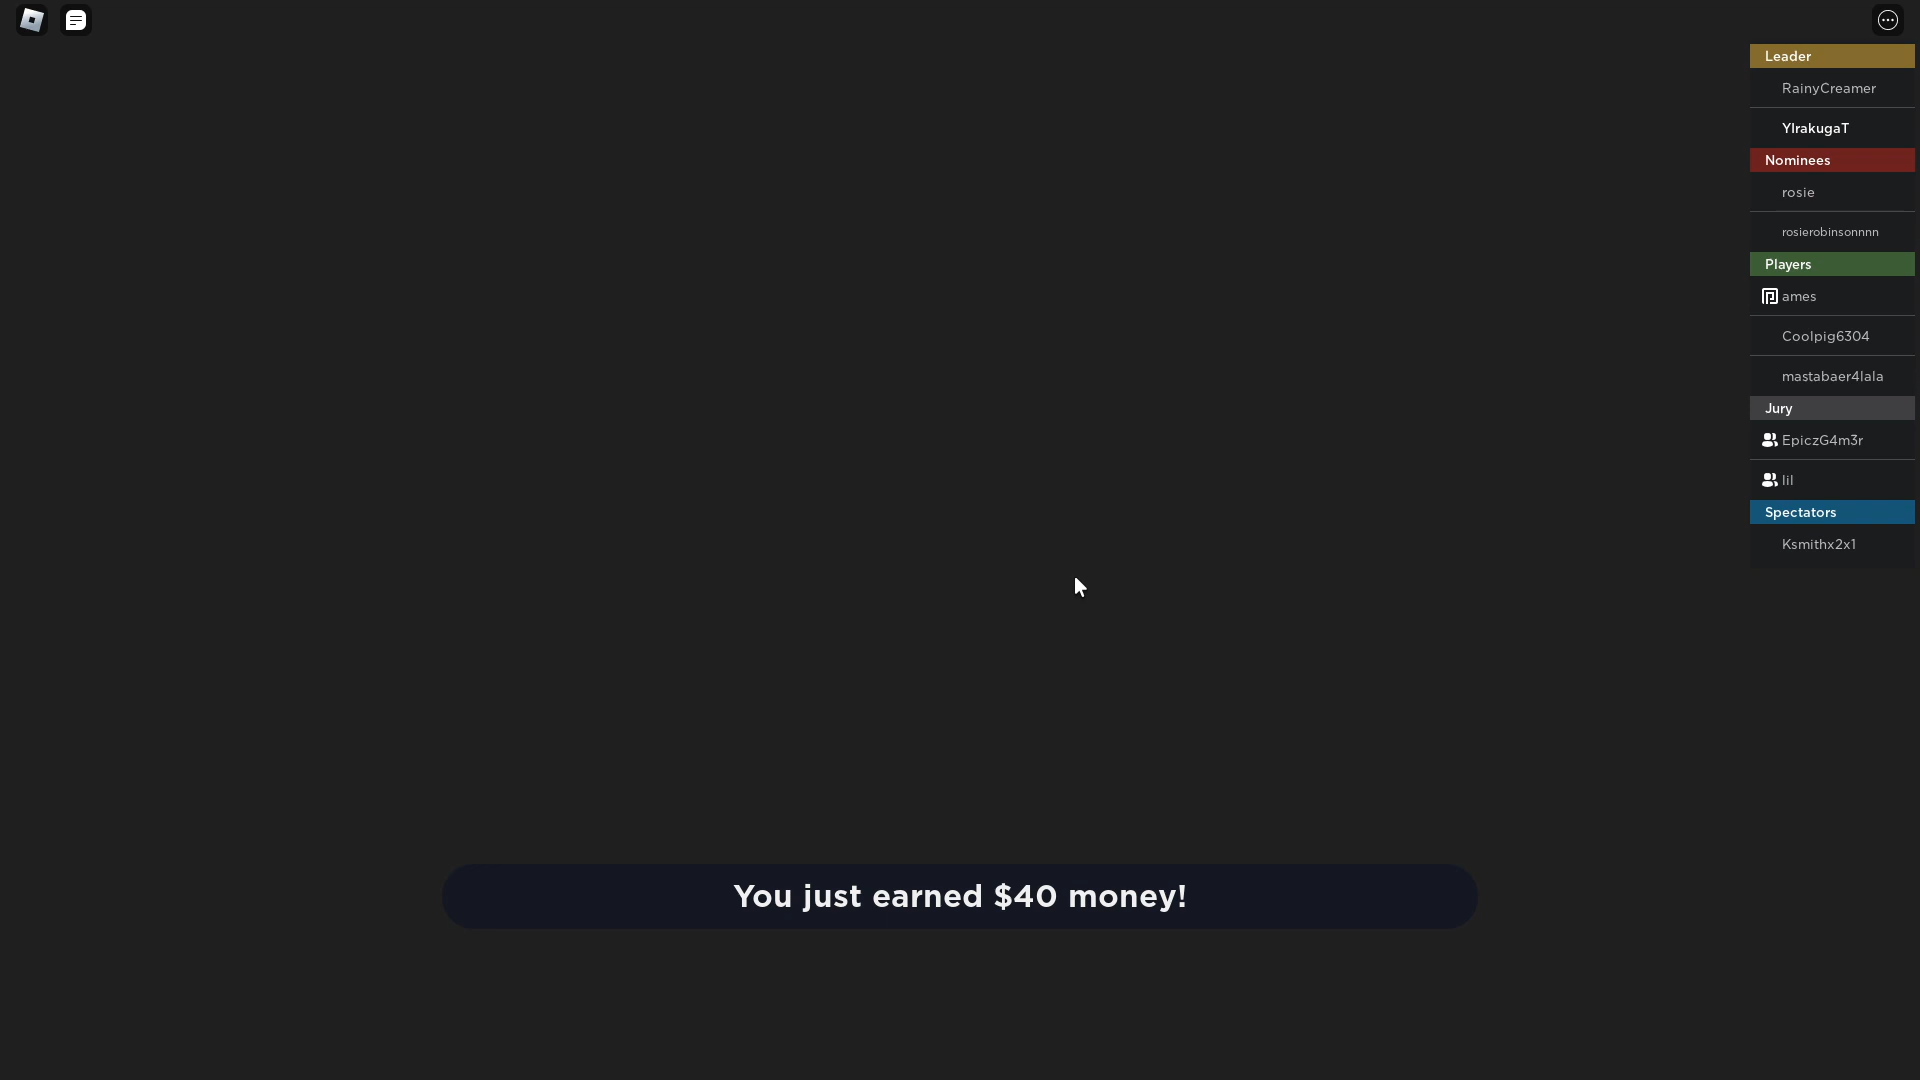 Leader
RainyCreamer
YIrakugaT
Nominees
rosie
rosierobinsonnnn
Players
ames
Coolpig6304
mastabaer4lala
Jury
EpiczG4m3r
lil
Spectators
Ksmithx2x1
You just earned $40 money!